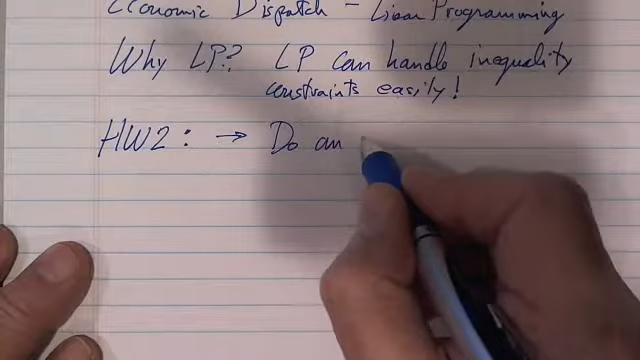 Economic Dispatch - Linear Programming
Why LP? LP can handle inequality
constraints easily!
HW2: → Do an